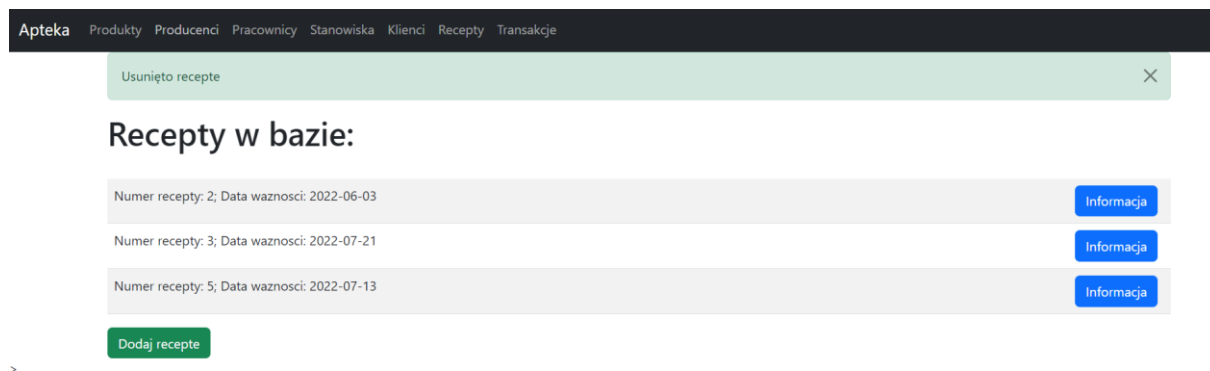 Apteka Produkty Producenci Pracownicy Stanowiska Klienci Recepty Transakcje
Usunięto recepte
Recepty w bazie:
Numer recepty: 2; Data waznosci: 2022-06-03 Informacja
Numer recepty: 3; Data waznosci: 2022-07-21 Informacja
Numer recepty: 5; Data waznosci: 2022-07-13 Informacja
Dodaj recepte
>